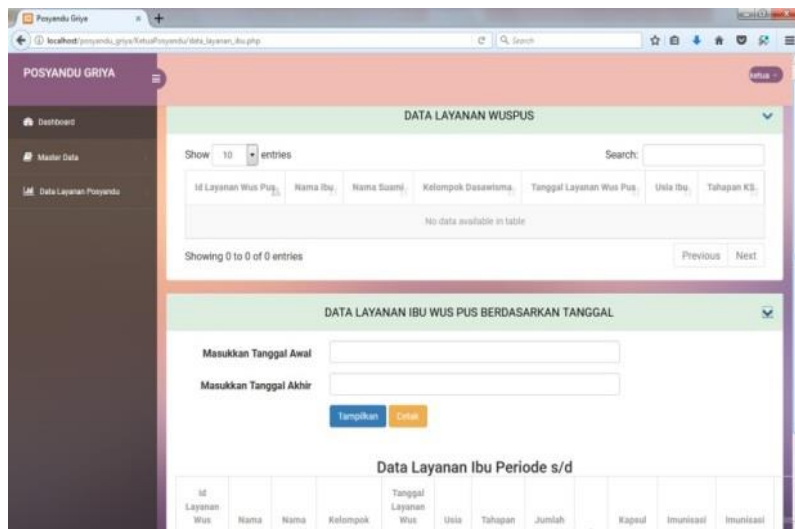 Posyandu Griya
localhost/posyandu_griya/KetuaPosyandu/data_layanan_ibu.php
Search
POSYANDU GRIYA
ketua
Dashboard
Master Data
Data Layanan Posyandu
DATA LAYANAN WUSPUS
Show 10 entries
Search:
Id Layanan Wus Pus Nama Ibu Nama Suami Kelompok Dasawisma Tanggal Layanan Wus Pus Usia Ibu Tahapan KS
No data available in table
Showing 0 to 0 of 0 entries
Previous Next
DATA LAYANAN IBU WUS PUS BERDASARKAN TANGGAL
Masukkan Tanggal Awal
Masukkan Tanggal Akhir
Tampilkan Cetak
Data Layanan Ibu Periode s/d
Id Tanggal
Layanan Layanan
Wus Nama Nama Kelompok Wus Usia Tahapan Jumlah Kapsul Imunisasi Imunisasi